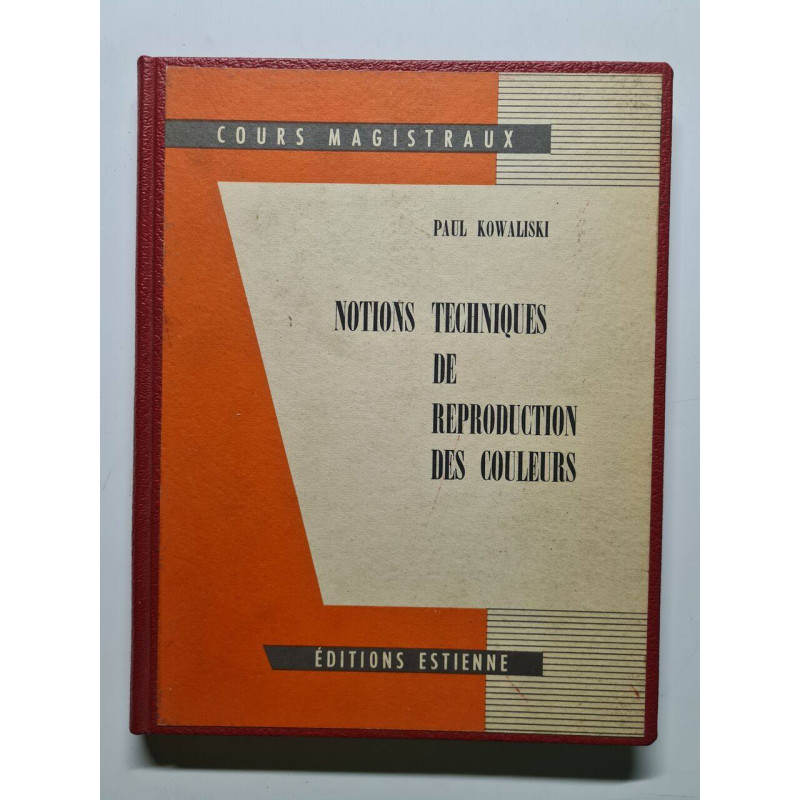 COURS MAGISTRAUX
PAUL KOWALISKI
NOTIONS TECHNIQUES
DE
REPRODUCTION
DES COULEURS
ÉDITIONS ESTIENNE